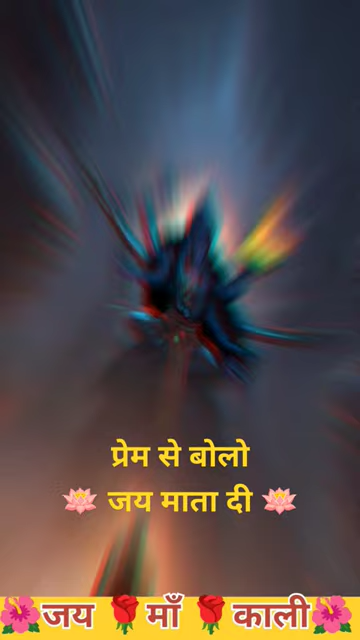 प्रेम से बोलो
🪷 जय माता दी 🪷
🌺जय 🌹माँ 🌹काली🌺